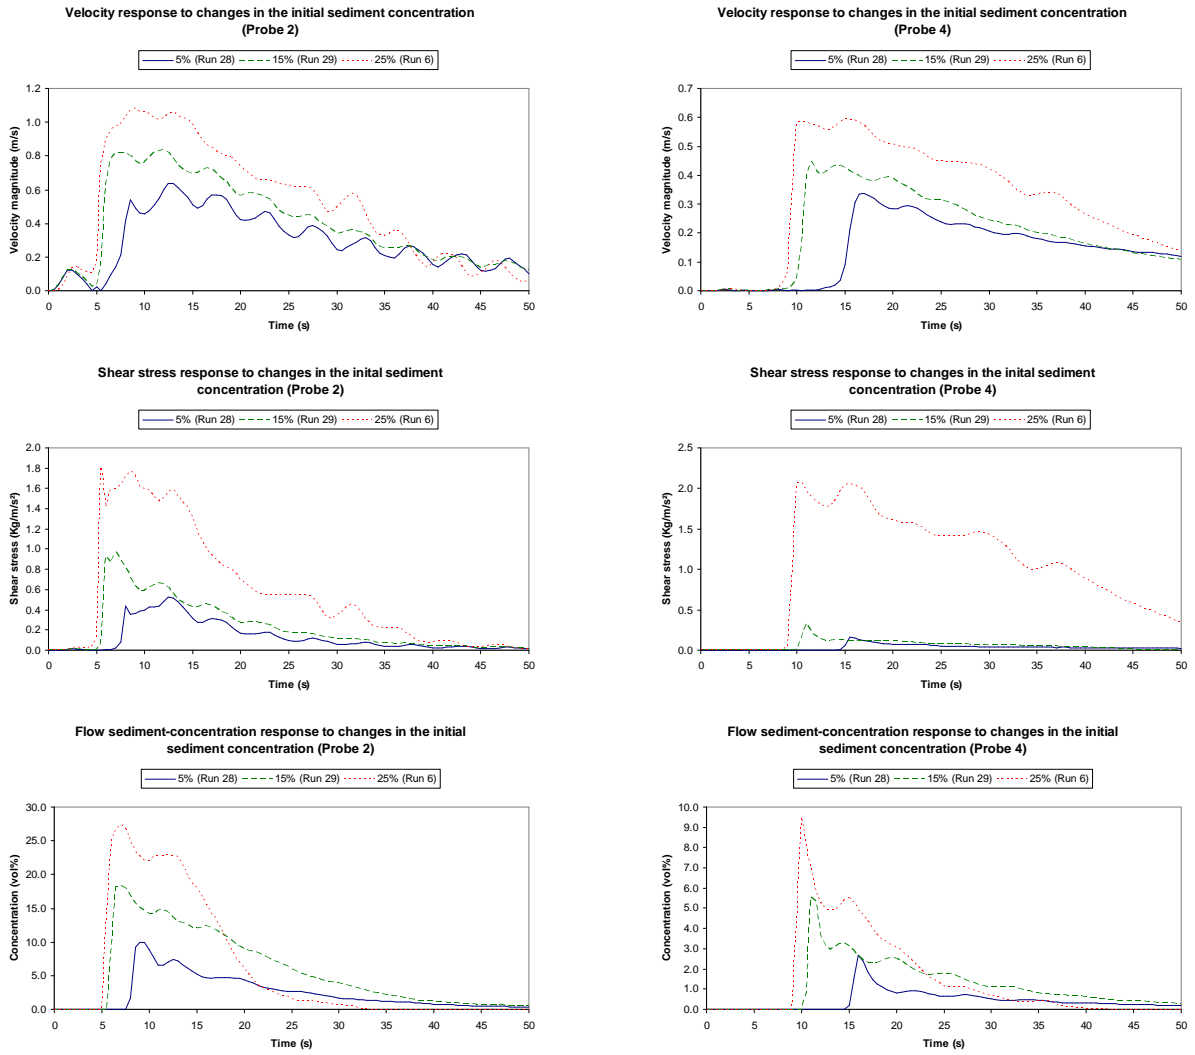 Velocity response to changes in the initial sediment concentration
(Probe 2)
5% (Run 28) 15% (Run 29) 25% (Run 6)
1.2
1.0
0.8
0.6
0.4
0.2
0.0
Velocity magnitude (m/s)
0 5 10 15 20 25 30 35 40 45 50
Time (s)
Velocity response to changes in the initial sediment concentration
(Probe 4)
5% (Run 28) 15% (Run 29) 25% (Run 6)
0.7
0.6
0.5
0.4
0.3
0.2
0.1
0.0
Velocity magnitude (m/s)
0 5 10 15 20 25 30 35 40 45 50
Time (s)
Shear stress response to changes in the inital sediment
concentration (Probe 2)
5% (Run 28) 15% (Run 29) 25% (Run 6)
2.0
1.8
1.6
1.4
1.2
1.0
0.8
0.6
0.4
0.2
0.0
Shear stress (Kg/m/s²)
0 5 10 15 20 25 30 35 40 45 50
Time (s)
Shear stress response to changes in the inital sediment
concentration (Probe 4)
5% (Run 28) 15% (Run 29) 25% (Run 6)
2.5
2.0
1.5
1.0
0.5
0.0
Shear stress (Kg/m/s²)
0 5 10 15 20 25 30 35 40 45 50
Time (s)
Flow sediment-concentration response to changes in the initial
sediment concentration (Probe 2)
5% (Run 28) 15% (Run 29) 25% (Run 6)
30.0
25.0
20.0
15.0
10.0
5.0
0.0
Concentration (vol%)
0 5 10 15 20 25 30 35 40 45 50
Time (s)
Flow sediment-concentration response to changes in the initial
sediment concentration (Probe 4)
5% (Run 28) 15% (Run 29) 25% (Run 6)
10.0
9.0
8.0
7.0
6.0
5.0
4.0
3.0
2.0
1.0
0.0
Concentration (vol%)
0 5 10 15 20 25 30 35 40 45 50
Time (s)